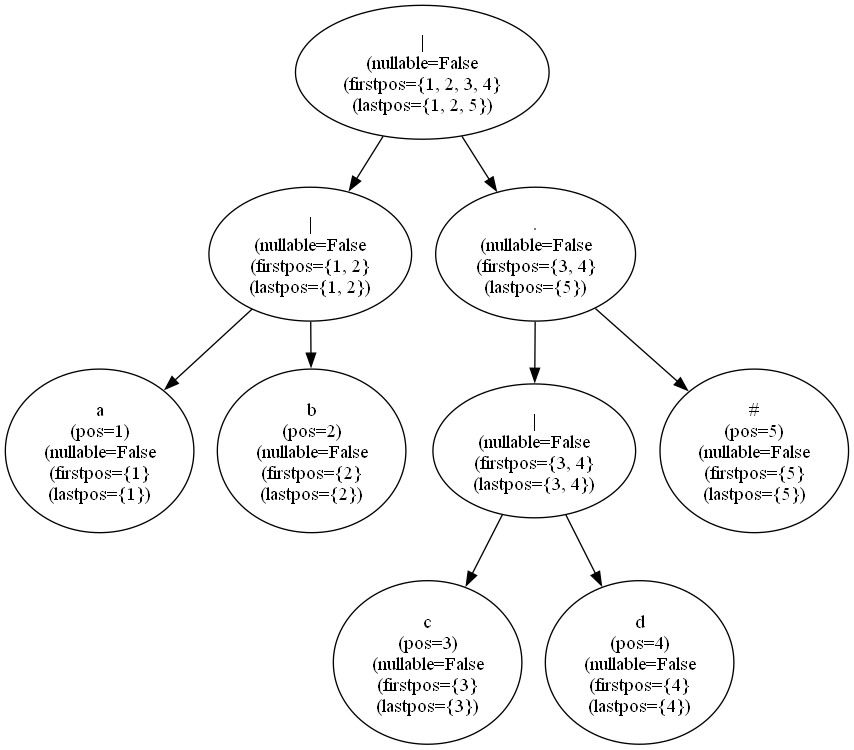 |
(nullable=False
(firstpos={1, 2, 3, 4}
(lastpos={1, 2, 5})
|
(nullable=False
(firstpos={1, 2}
(lastpos={1, 2})
.
(nullable=False
(firstpos={3, 4}
(lastpos={5})
a
(pos=1)
(nullable=False
(firstpos={1}
(lastpos={1})
b
(pos=2)
(nullable=False
(firstpos={2}
(lastpos={2})
|
(nullable=False
(firstpos={3, 4}
(lastpos={3, 4})
#
(pos=5)
(nullable=False
(firstpos={5}
(lastpos={5})
c
(pos=3)
(nullable=False
(firstpos={3}
(lastpos={3})
d
(pos=4)
(nullable=False
(firstpos={4}
(lastpos={4})